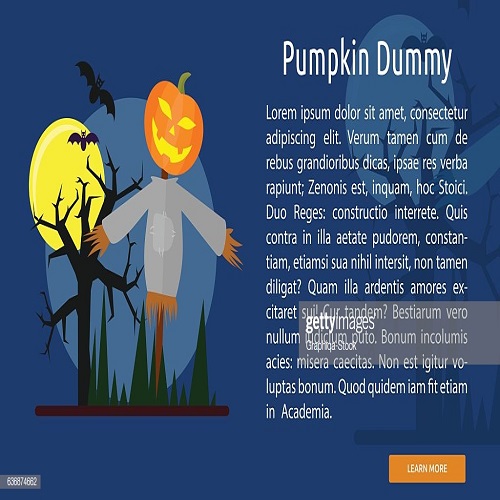 Pumpkin Dummy
Lorem ipsum dolor sit amet, consectetur
adipiscing elit. Verum tamen cum de
rebus grandioribus dicas, ipsae res verba
rapiunt; Zenonis est, inquam, hoc Stoici.
Duo Reges: constructio interrete. Quis
contra in illa aetate pudorem, constan-
tiam, etiamsi sua nihil intersit, non tamen
diligat? Quam illa ardentis amores ex-
citaret sui! Cur tandem? Bestiarum vero
nullum iudicium puto. Bonum incolumis
acies: misera caecitas. Non est igitur vo-
luptas bonum. Quod quidem iam fit etiam
in Academia.
gettyimages
Graphiqa-Stock
LEARN MORE
636874662